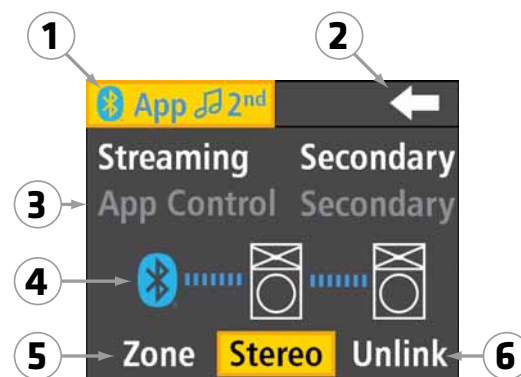 1 2
App 2nd
Streaming Secondary
3 App Control Secondary
4
5 Zone Stereo Unlink 6